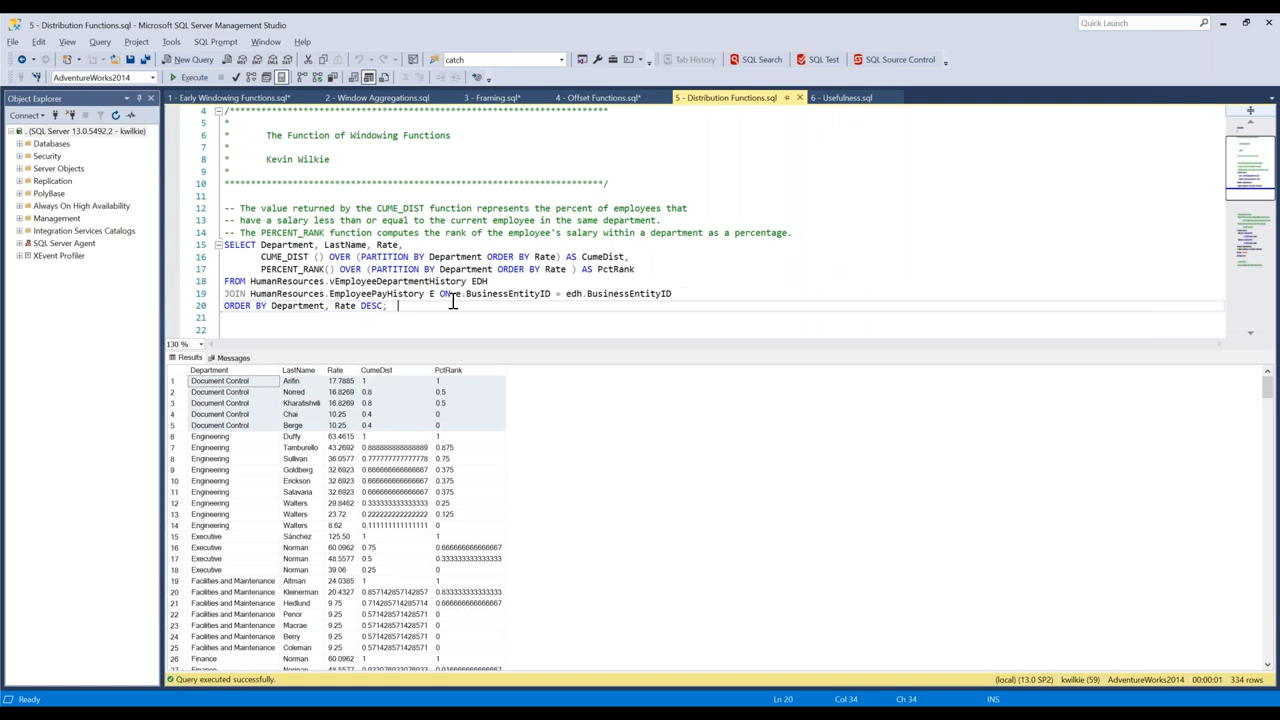 5 - Distribution Functions.sql - Microsoft SQL Server Management Studio
Quick Launch
File Edit View Query Project Tools SQL Prompt Window Help
New Query
catch
Tab History
SQL Search
SQL Test
SQL Source Control
AdventureWorks2014
Execute
Object Explorer
1 - Early Windowing Functions.sql*
2 - Window Aggregations.sql
3 - Framing.sql*
4 - Offset Functions.sql*
5 - Distribution Functions.sql
6 - Usefulness.sql
Connect
. (SQL Server 13.0.5492.2 - kwilkie)
Databases
Security
Server Objects
Replication
PolyBase
Always On High Availability
Management
Integration Services Catalogs
SQL Server Agent
XEvent Profiler
5 *
6 * The Function of Windowing Functions
7 *
8 * Kevin Wilkie
9 *
11
12 -- The value returned by the CUME_DIST function represents the percent of employees that
13 -- have a salary less than or equal to the current employee in the same department.
14 -- The PERCENT_RANK function computes the rank of the employee's salary within a department as a percentage.
15 SELECT Department, LastName, Rate,
16 CUME_DIST () OVER (PARTITION BY Department ORDER BY Rate) AS CumeDist,
17 PERCENT_RANK() OVER (PARTITION BY Department ORDER BY Rate ) AS PctRank
18 FROM HumanResources.vEmployeeDepartmentHistory EDH
19 JOIN HumanResources.EmployeePayHistory E ON e.BusinessEntityID = edh.BusinessEntityID
20 ORDER BY Department, Rate DESC;
21
22
130 %
Results Messages
Department LastName Rate CumeDist PctRank
1 Document Control Arifin 17.7885 1 1
2 Document Control Norred 16.8269 0.8 0.5
3 Document Control Kharatishvili 16.8269 0.8 0.5
4 Document Control Chai 10.25 0.4 0
5 Document Control Berge 10.25 0.4 0
6 Engineering Duffy 63.4615 1 1
7 Engineering Tamburello 43.2692 0.888888888888889 0.875
8 Engineering Sullivan 36.0577 0.777777777777778 0.75
9 Engineering Goldberg 32.6923 0.666666666666667 0.375
10 Engineering Erickson 32.6923 0.666666666666667 0.375
11 Engineering Salavaria 32.6923 0.666666666666667 0.375
12 Engineering Walters 29.8462 0.333333333333333 0.25
13 Engineering Walters 23.72 0.222222222222222 0.125
14 Engineering Walters 8.62 0.111111111111111 0
15 Executive Sánchez 125.50 1 1
16 Executive Norman 60.0962 0.75 0.666666666666667
17 Executive Norman 48.5577 0.5 0.333333333333333
18 Executive Norman 39.06 0.25 0
19 Facilities and Maintenance Altman 24.0385 1 1
20 Facilities and Maintenance Kleinerman 20.4327 0.857142857142857 0.833333333333333
21 Facilities and Maintenance Hedlund 9.75 0.714285714285714 0.666666666666667
22 Facilities and Maintenance Penor 9.25 0.571428571428571 0
23 Facilities and Maintenance Macrae 9.25 0.571428571428571 0
24 Facilities and Maintenance Berry 9.25 0.571428571428571 0
25 Facilities and Maintenance Coleman 9.25 0.571428571428571 0
26 Finance Norman 60.0962 1 1
Query executed successfully.
(local) (13.0 SP2) kwilkie (59) AdventureWorks2014 00:00:01 334 rows
Ready
Ln 20 Col 34 Ch 34 INS